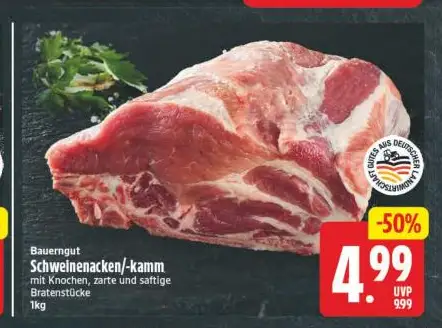 GUTES AUS DEUTSCHER LANDWIRTSCHAFT
-50%
Bauerngut
Schweinenacken/-kamm
mit Knochen, zarte und saftige
Bratenstücke
1kg
4.99
UVP
9.99